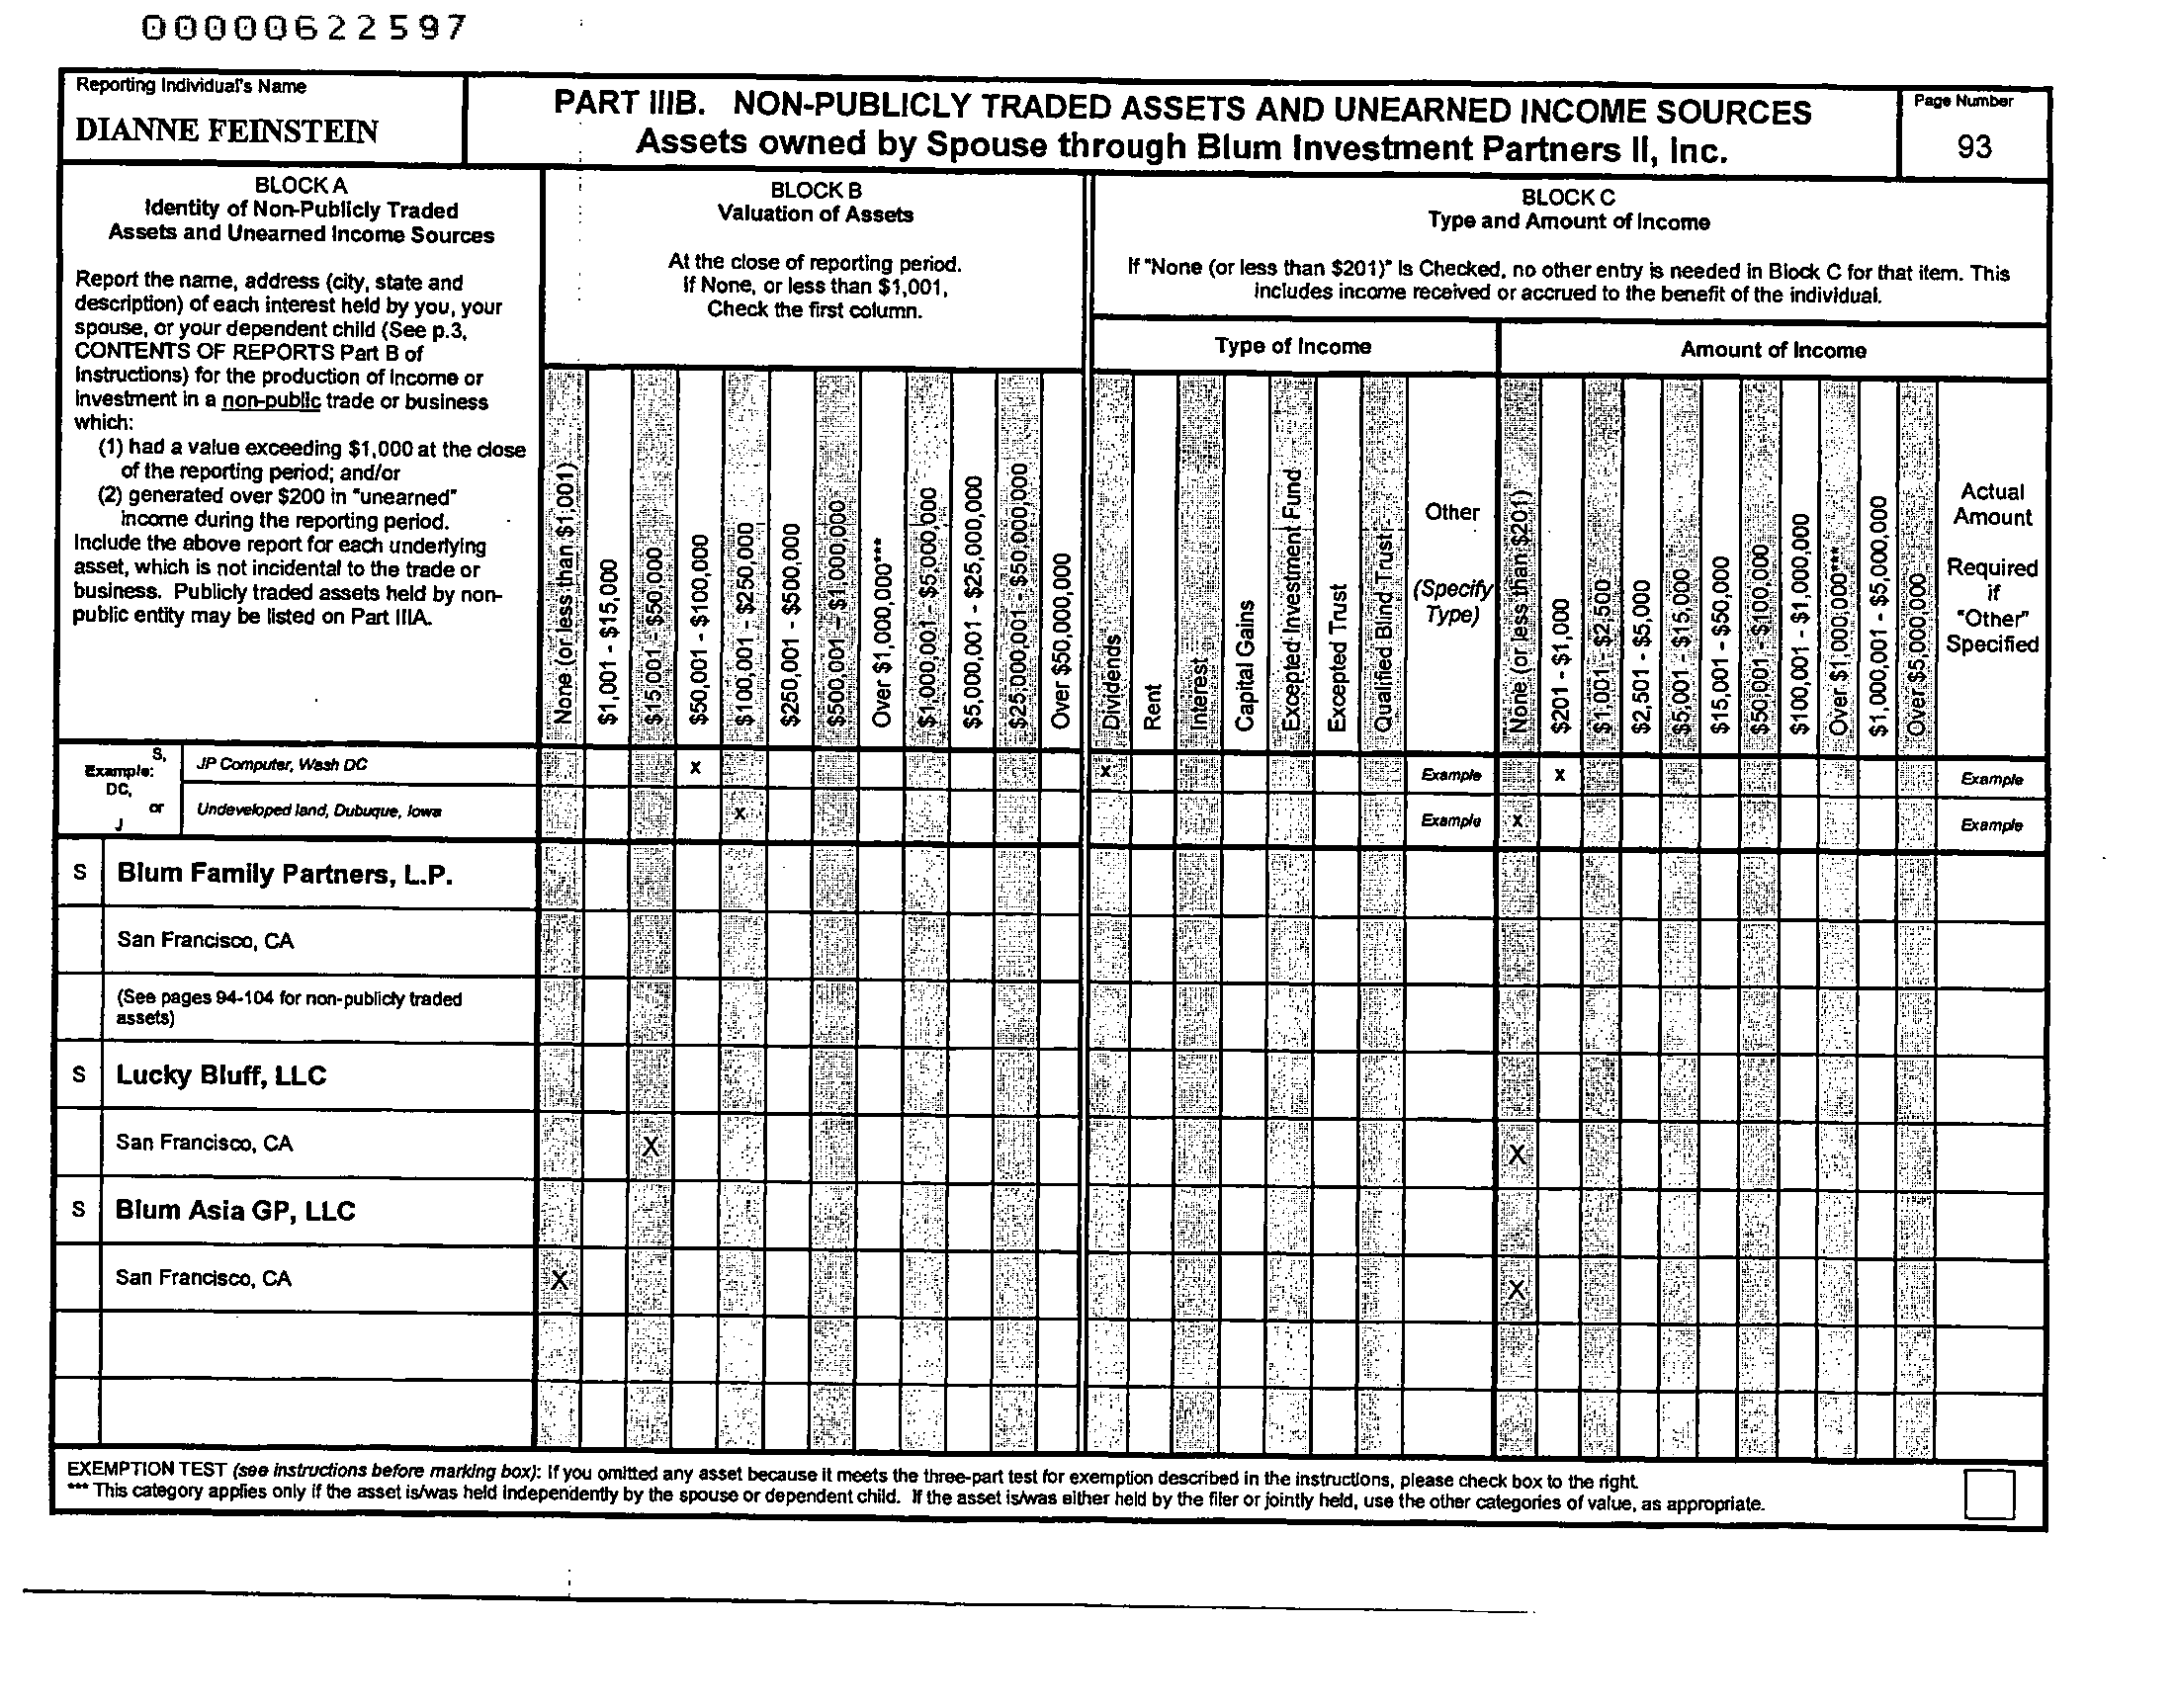 00000622597
Reporting Individual's Name
DIANNE FEINSTEIN
PART IIIB. NON-PUBLICLY TRADED ASSETS AND UNEARNED INCOME SOURCES
Assets owned by Spouse through Blum Investment Partners II, Inc.
Page Number
93
BLOCK A
Identity of Non-Publicly Traded
Assets and Unearned Income Sources
Report the name, address (city, state and
description) of each interest held by you, your
spouse, or your dependent child (See p.3,
CONTENTS OF REPORTS Part B of
Instructions) for the production of income or
investment in a non-public trade or business
which:
(1) had a value exceeding $1,000 at the close
of the reporting period; and/or
(2) generated over $200 in "unearned"
income during the reporting period.
Include the above report for each underlying
asset, which is not incidental to the trade or
business. Publicly traded assets held by non-
public entity may be listed on Part IIIA.
BLOCK B
Valuation of Assets
At the close of reporting period.
If None, or less than $1,001,
Check the first column.
None (or less than $1,001)
$1,001 - $15,000
$15,001 - $50,000
$50,001 - $100,000
$100,001 - $250,000
$250,001 - $500,000
$500,001 - $1,000,000
Over $1,000,000***
$1,000,001 - $5,000,000
$5,000,001 - $25,000,000
$25,000,001 - $50,000,000
Over $50,000,000
BLOCK C
Type and Amount of Income
If "None (or less than $201)" Is Checked, no other entry is needed in Block C for that item. This
includes income received or accrued to the benefit of the individual.
Type of Income
Amount of Income
Dividends
Rent
Interest
Capital Gains
Excepted Investment Fund
Excepted Trust
Qualified Blind Trust
Other
(Specify
Type)
None (or less than $201)
$201 - $1,000
$1,001 - $2,500
$2,501 - $5,000
$5,001 - $15,000
$15,001 - $50,000
$50,001 - $100,000
$100,001 - $1,000,000
Over $1,000,000***
$1,000,001 - $5,000,000
Over $5,000,000
Actual
Amount
Required
if
"Other"
Specified
Example:
S,
DC,
or
J
JP Computer, Wash DC x x Example x Example
Undeveloped land, Dubuque, Iowa x Example x Example
S Blum Family Partners, L.P.
San Francisco, CA
(See pages 94-104 for non-publicly traded
assets)
S Lucky Bluff, LLC
San Francisco, CA X X
S Blum Asia GP, LLC
San Francisco, CA X X
EXEMPTION TEST (see instructions before marking box): If you omitted any asset because it meets the three-part test for exemption described in the instructions, please check box to the right.
*** This category applies only if the asset is/was held independently by the spouse or dependent child. If the asset is/was either held by the filer or jointly held, use the other categories of value, as appropriate.